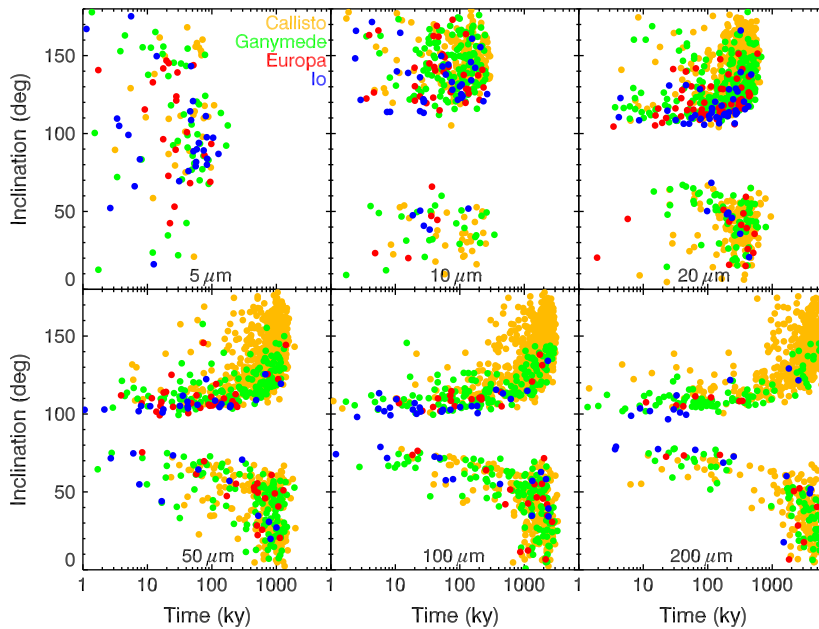 Callisto
Ganymede
Europa
Io
Inclination (deg)
150
100
50
0
5 μm
10 μm
20 μm
Inclination (deg)
150
100
50
0
50 μm
100 μm
200 μm
1 10 100 1000 1 10 100 1000 1 10 100 1000
Time (ky) Time (ky) Time (ky)